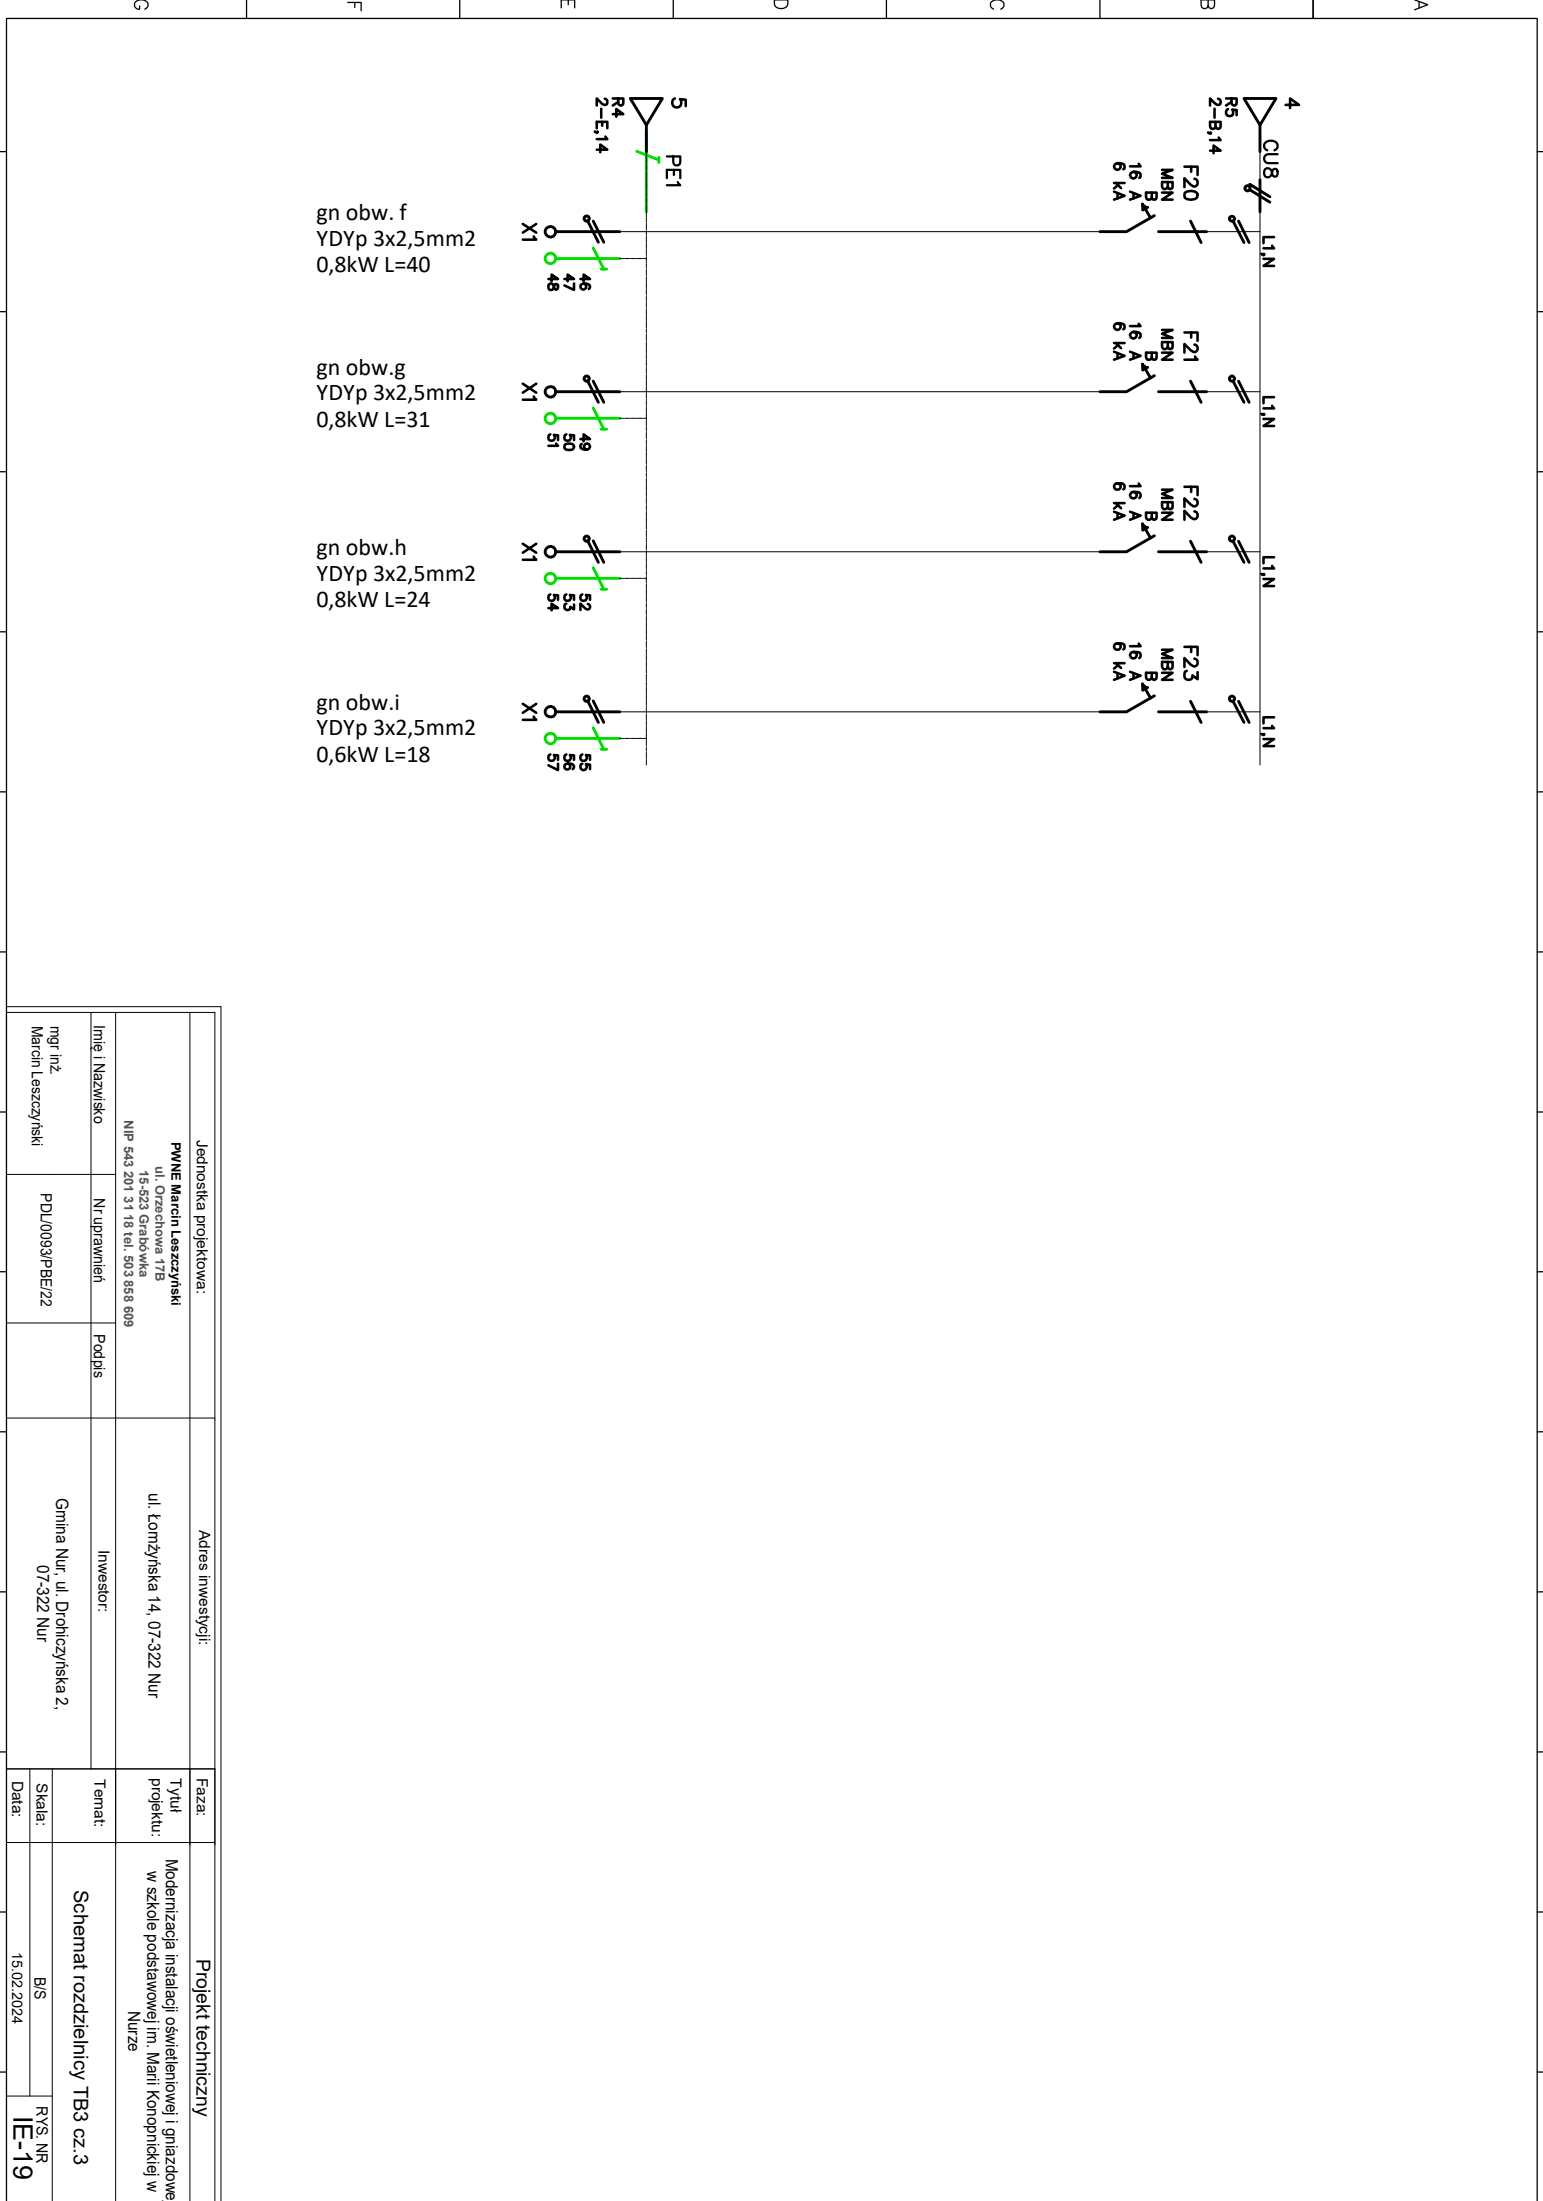 G
F
E
D
C
B
A
4
R5
2-B,14
CU8
5
R4
2-E,14
PE1
F20
MBN
B
16 A
6 kA
L1,N
F21
MBN
B
16 A
6 kA
L1,N
F22
MBN
B
16 A
6 kA
L1,N
F23
MBN
B
16 A
6 kA
L1,N
X1
46
47
48
X1
49
50
51
X1
52
53
54
X1
55
56
57
gn obw. f
YDYp 3x2,5mm2
0,8kW L=40
gn obw.g
YDYp 3x2,5mm2
0,8kW L=31
gn obw.h
YDYp 3x2,5mm2
0,8kW L=24
gn obw.i
YDYp 3x2,5mm2
0,6kW L=18
Jednostka projektowa:
PWNE Marcin Leszczyński
ul. Orzechowa 17B
15-523 Grabówka
NIP 543 201 31 18 tel. 503 858 609
Imię i Nazwisko
Nr uprawnień
Podpis
mgr inż.
Marcin Leszczyński
PDL/0093/PBE/22
Adres inwestycji:
ul. Łomżyńska 14, 07-322 Nur
Inwestor:
Gmina Nur, ul. Drohiczyńska 2,
07-322 Nur
Faza:
Projekt techniczny
Tytuł
projektu:
Modernizacja instalacji oświetleniowej i gniazdowe
w szkole podstawowej im. Marii Konopnickiej w
Nurze
Temat:
Schemat rozdzielnicy TB3 cz.3
Skala:
B/S
Data:
15.02.2024
RYS. NR
IE-19